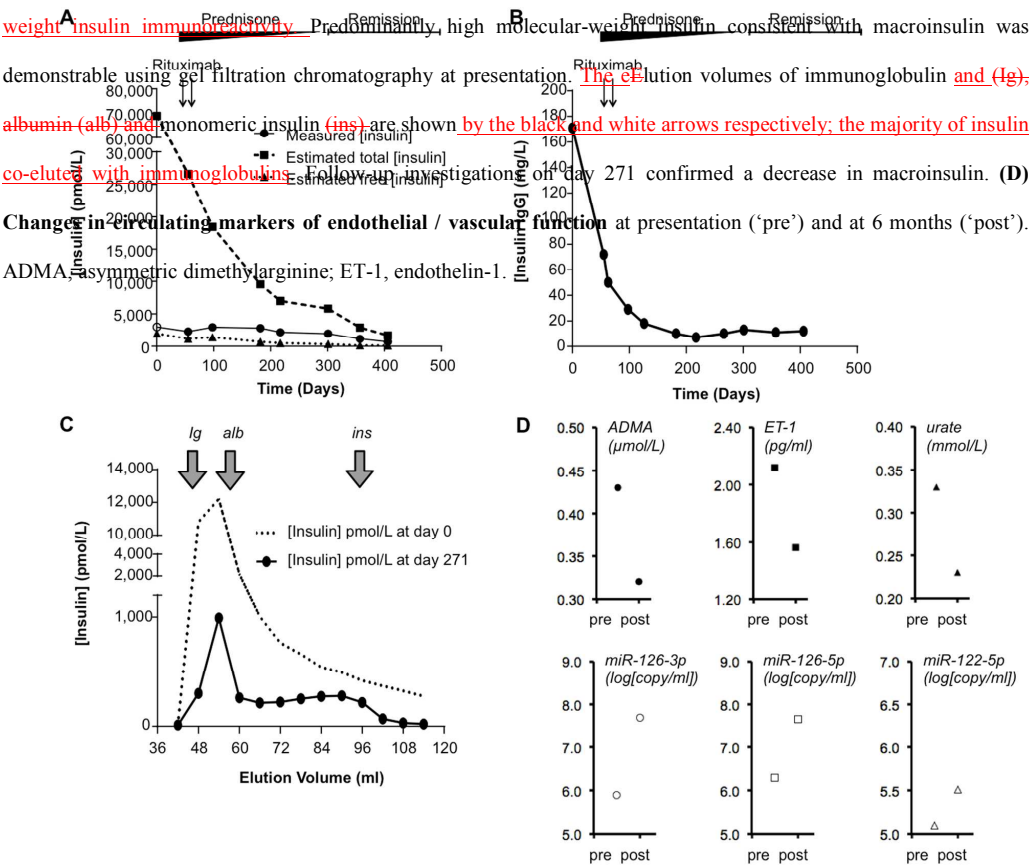 A
Prednisone
Remission
B
Prednisone
Remission
weight insulin immunoreactivity. Predominantly high molecular-weight insulin consistent with macroinsulin was
demonstrable using gel filtration chromatography at presentation. The eElution volumes of immunoglobulin and (Ig),
albumin (alb) and monomeric insulin (ins) are shown by the black and white arrows respectively; the majority of insulin
co-eluted with immunoglobulins. Follow-up investigations on day 271 confirmed a decrease in macroinsulin. (D)
Changes in circulating markers of endothelial / vascular function at presentation (‘pre’) and at 6 months (‘post’).
ADMA, asymmetric dimethylarginine; ET-1, endothelin-1.
Rituximab
80,000
70,000
60,000
30,000
25,000
20,000
15,000
10,000
5,000
0
[Insulin] (pmol/L)
Measured [insulin]
Estimated total [insulin]
Estimated free [insulin]
0 100 200 300 400 500
Time (Days)
Rituximab
200
180
160
140
120
100
80
60
40
20
0
[Insulin IgG] (mg/L)
0 100 200 300 400 500
Time (Days)
C
Ig alb ins
14,000
12,000
10,000
4,000
2,000
1,000
0
[Insulin] (pmol/L)
[Insulin] pmol/L at day 0
[Insulin] pmol/L at day 271
36 48 60 72 84 96 108 120
Elution Volume (ml)
D
ADMA
(µmol/L)
0.50
0.45
0.40
0.35
0.30
pre post
ET-1
(pg/ml)
2.40
2.00
1.60
1.20
pre post
urate
(mmol/L)
0.40
0.35
0.30
0.25
0.20
pre post
miR-126-3p
(log[copy/ml])
9.0
8.0
7.0
6.0
5.0
pre post
miR-126-5p
(log[copy/ml])
9.0
8.0
7.0
6.0
5.0
pre post
miR-122-5p
(log[copy/ml])
7.0
6.5
6.0
5.5
5.0
pre post